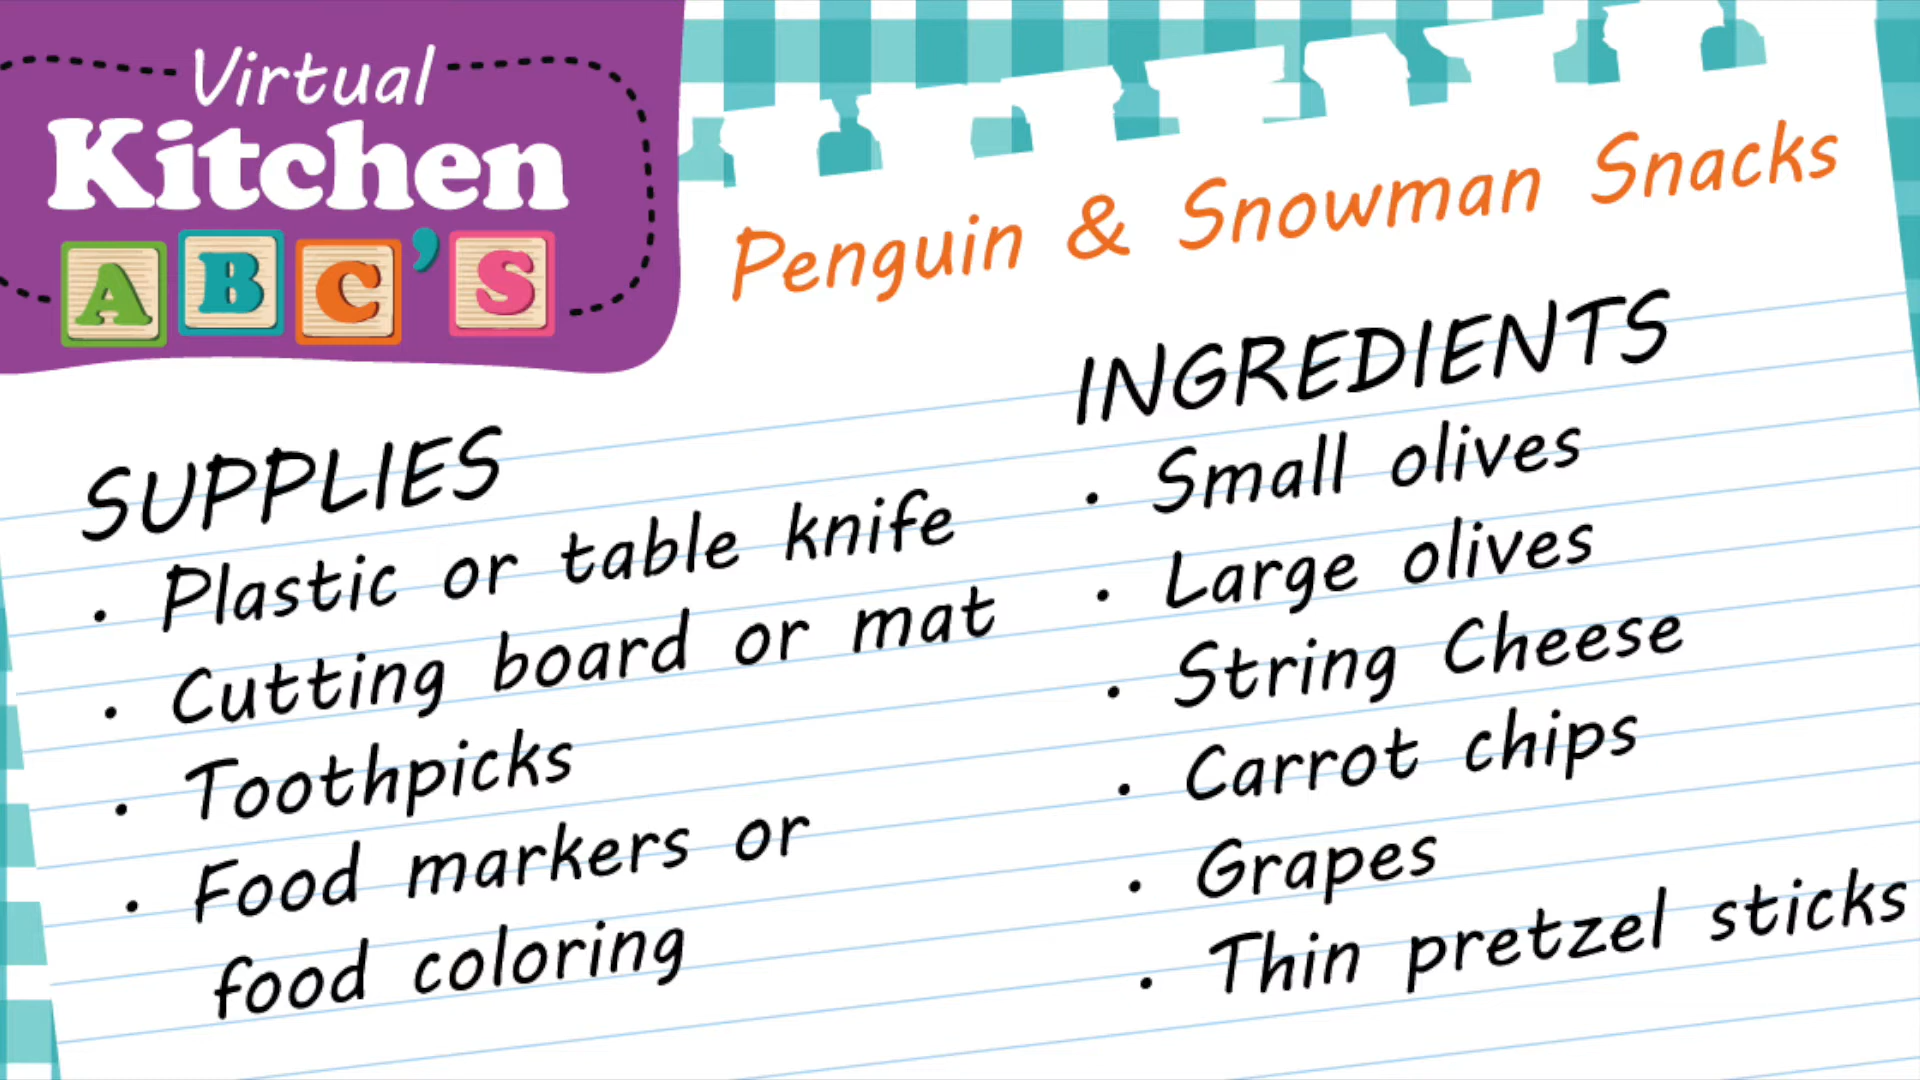 Virtual
Kitchen
ABC'S
Penguin & Snowman Snacks
SUPPLIES
• Plastic or table knife
• Cutting board or mat
• Toothpicks
• Food markers or
food coloring
INGREDIENTS
• Small olives
• Large olives
• String Cheese
• Carrot chips
• Grapes
• Thin pretzel sticks